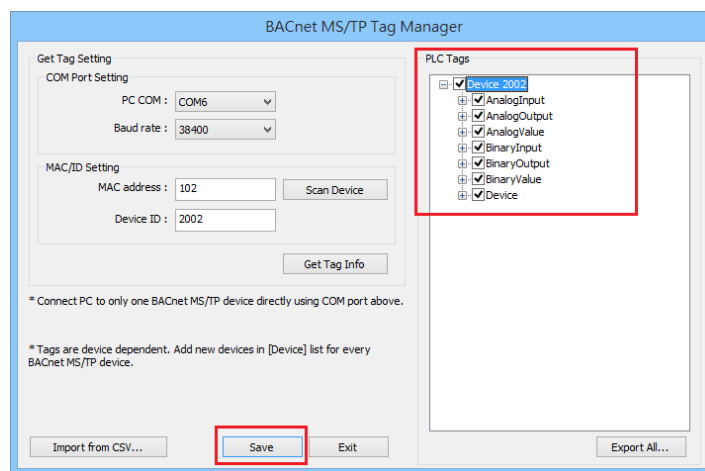 BACnet MS/TP Tag Manager
Get Tag Setting
COM Port Setting
PC COM : COM6
Baud rate : 38400
MAC/ID Setting
MAC address : 102 Scan Device
Device ID : 2002
Get Tag Info
* Connect PC to only one BACnet MS/TP device directly using COM port above.
* Tags are device dependent. Add new devices in [Device] list for every
BACnet MS/TP device.
Import from CSV... Save Exit
PLC Tags
Device 2002
AnalogInput
AnalogOutput
AnalogValue
BinaryInput
BinaryOutput
BinaryValue
Device
Export All...